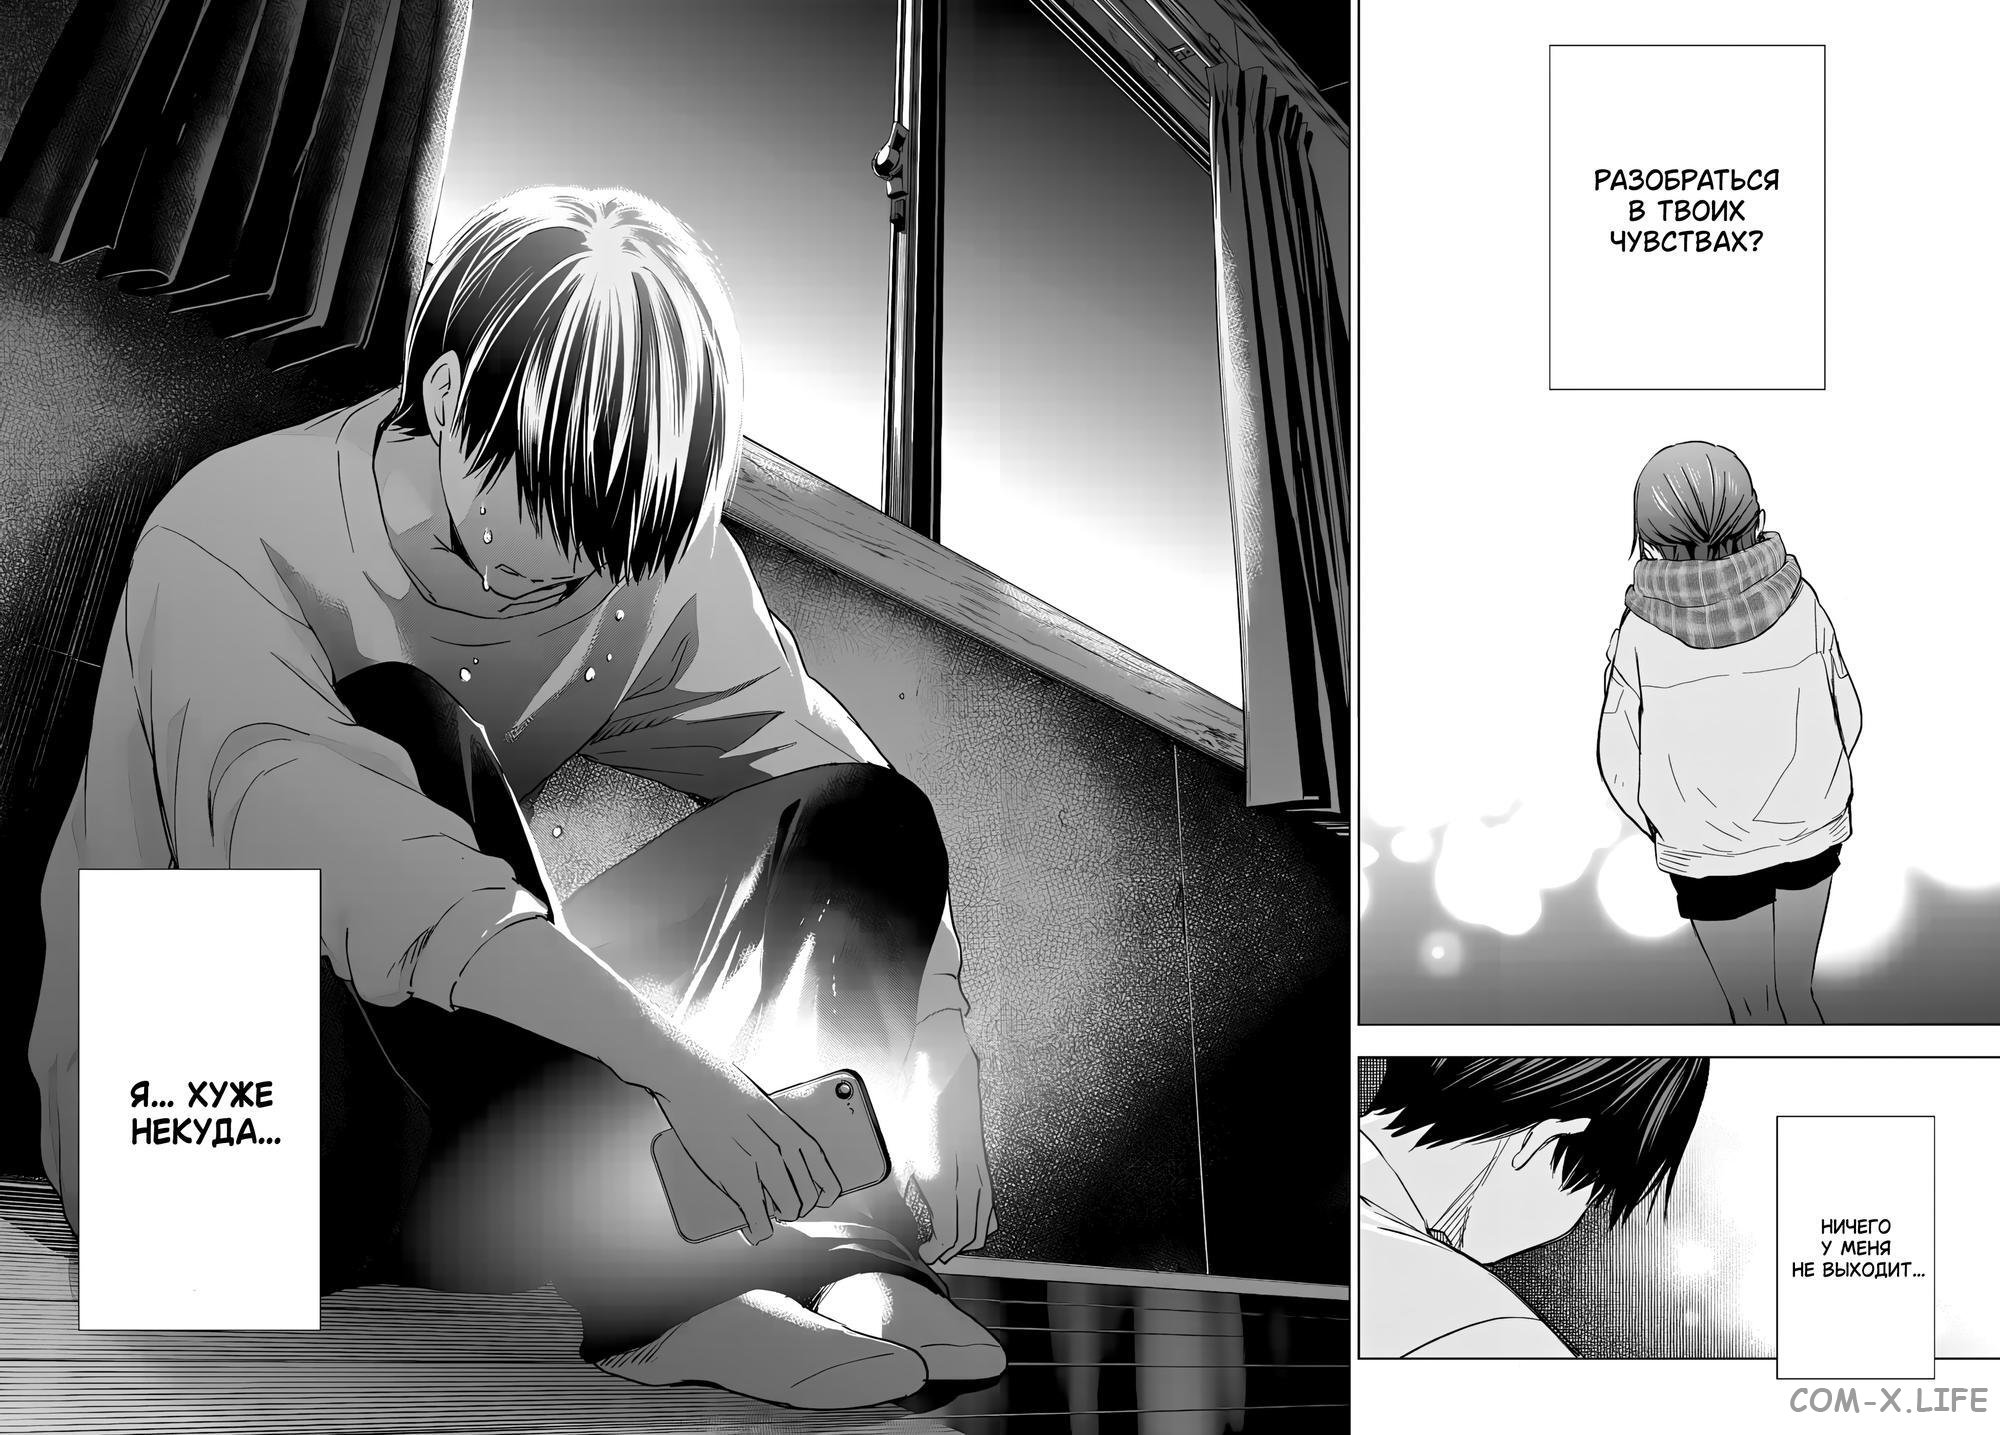 РАЗОБРАТЬСЯ
В ТВОИХ
ЧУВСТВАХ?
НИЧЕГО
У МЕНЯ
НЕ ВЫХОДИТ...
Я... ХУЖЕ
НЕКУДА...
COM-X.LIFE